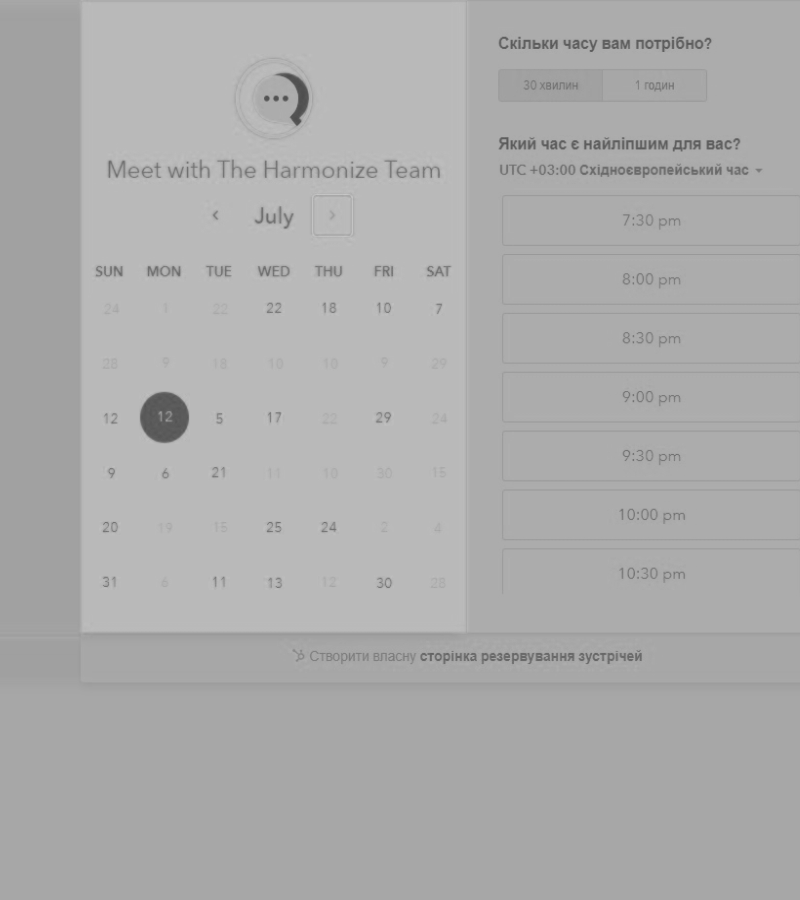 Meet with The Harmonize Team
July
SUN MON TUE WED THU FRI SAT
24 1 22 22 18 10 7
28 9 18 10 10 9 29
12 12 5 17 22 29 24
9 6 21 11 10 30 15
20 19 15 25 24 2 4
31 6 11 13 12 30 28
Скільки часу вам потрібно?
30 хвилин 1 годин
Який час є найліпшим для вас?
UTC +03:00 Східноєвропейський час
7:30 pm
8:00 pm
8:30 pm
9:00 pm
9:30 pm
10:00 pm
10:30 pm
Створити власну сторінка резервування зустрічей